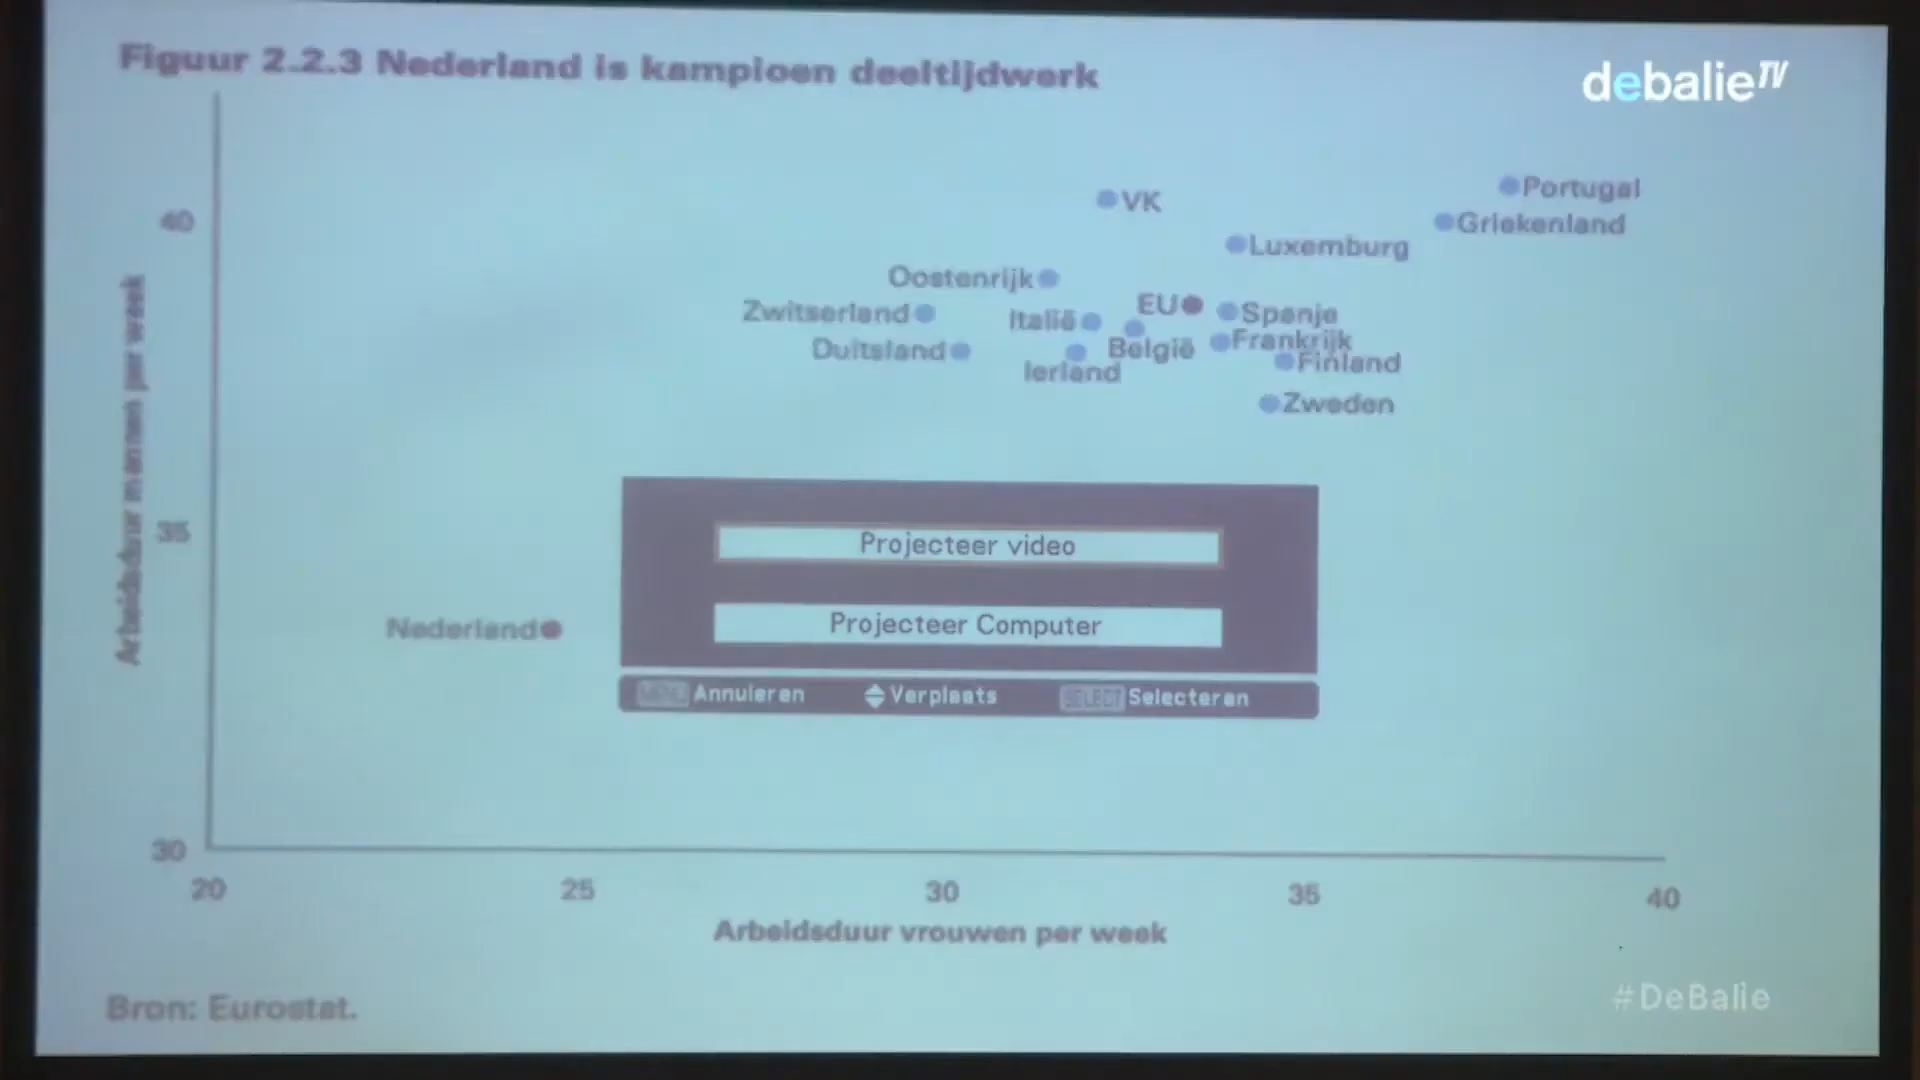 Figuur 2.2.3 Nederland is kampioen deeltijdwerk
debalieTV
Arbeidsduur mannen per week
40
35
30
VK
Portugal
Griekenland
Luxemburg
Oostenrijk
EU
Zwitserland
Italië
Spanje
Frankrijk
Duitsland
België
Finland
Ierland
Zweden
Nederland
Projecteer video
Projecteer Computer
MENU Annuleren Verplaats SELECT Selecteren
20 25 30 35 40
Arbeidsduur vrouwen per week
Bron: Eurostat.
#DeBalie